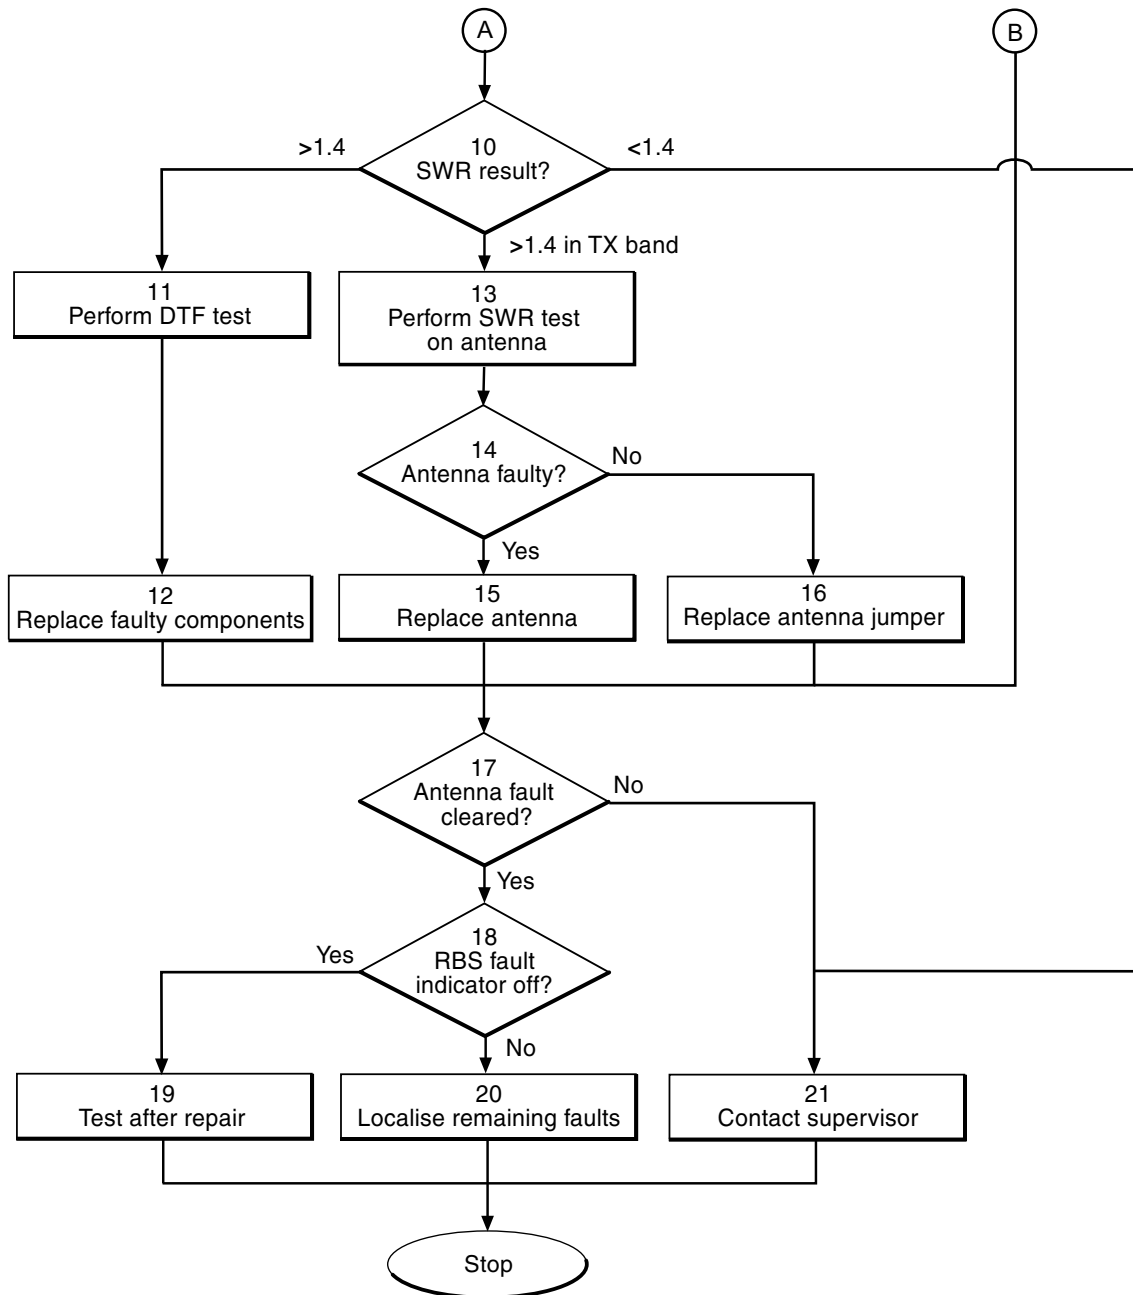 A
B
>1.4
10
SWR result?
<1.4
>1.4 in TX band
11
Perform DTF test
13
Perform SWR test
on antenna
14
Antenna faulty?
No
Yes
12
Replace faulty components
15
Replace antenna
16
Replace antenna jumper
17
Antenna fault
cleared?
No
Yes
18
RBS fault
indicator off?
Yes
No
19
Test after repair
20
Localise remaining faults
21
Contact supervisor
Stop